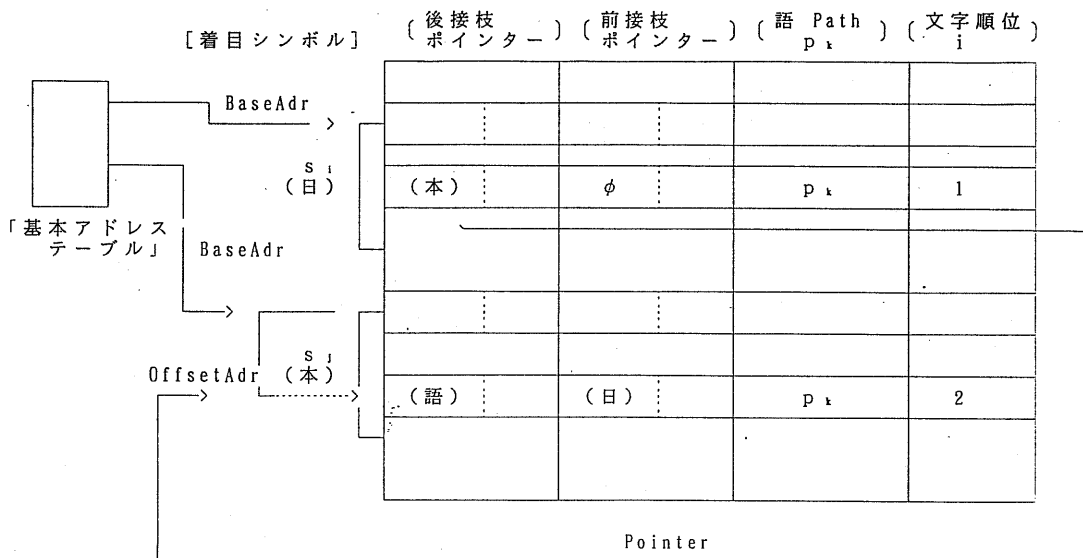 [着目シンボル] (後接枝ポインター) (前接枝ポインター) (語 Path pk) (文字順位 i)
BaseAdr
si
(日) (本) φ pk 1
「基本アドレス
テーブル」 BaseAdr
sj
OffsetAdr (本)
(語) (日) pk 2
Pointer